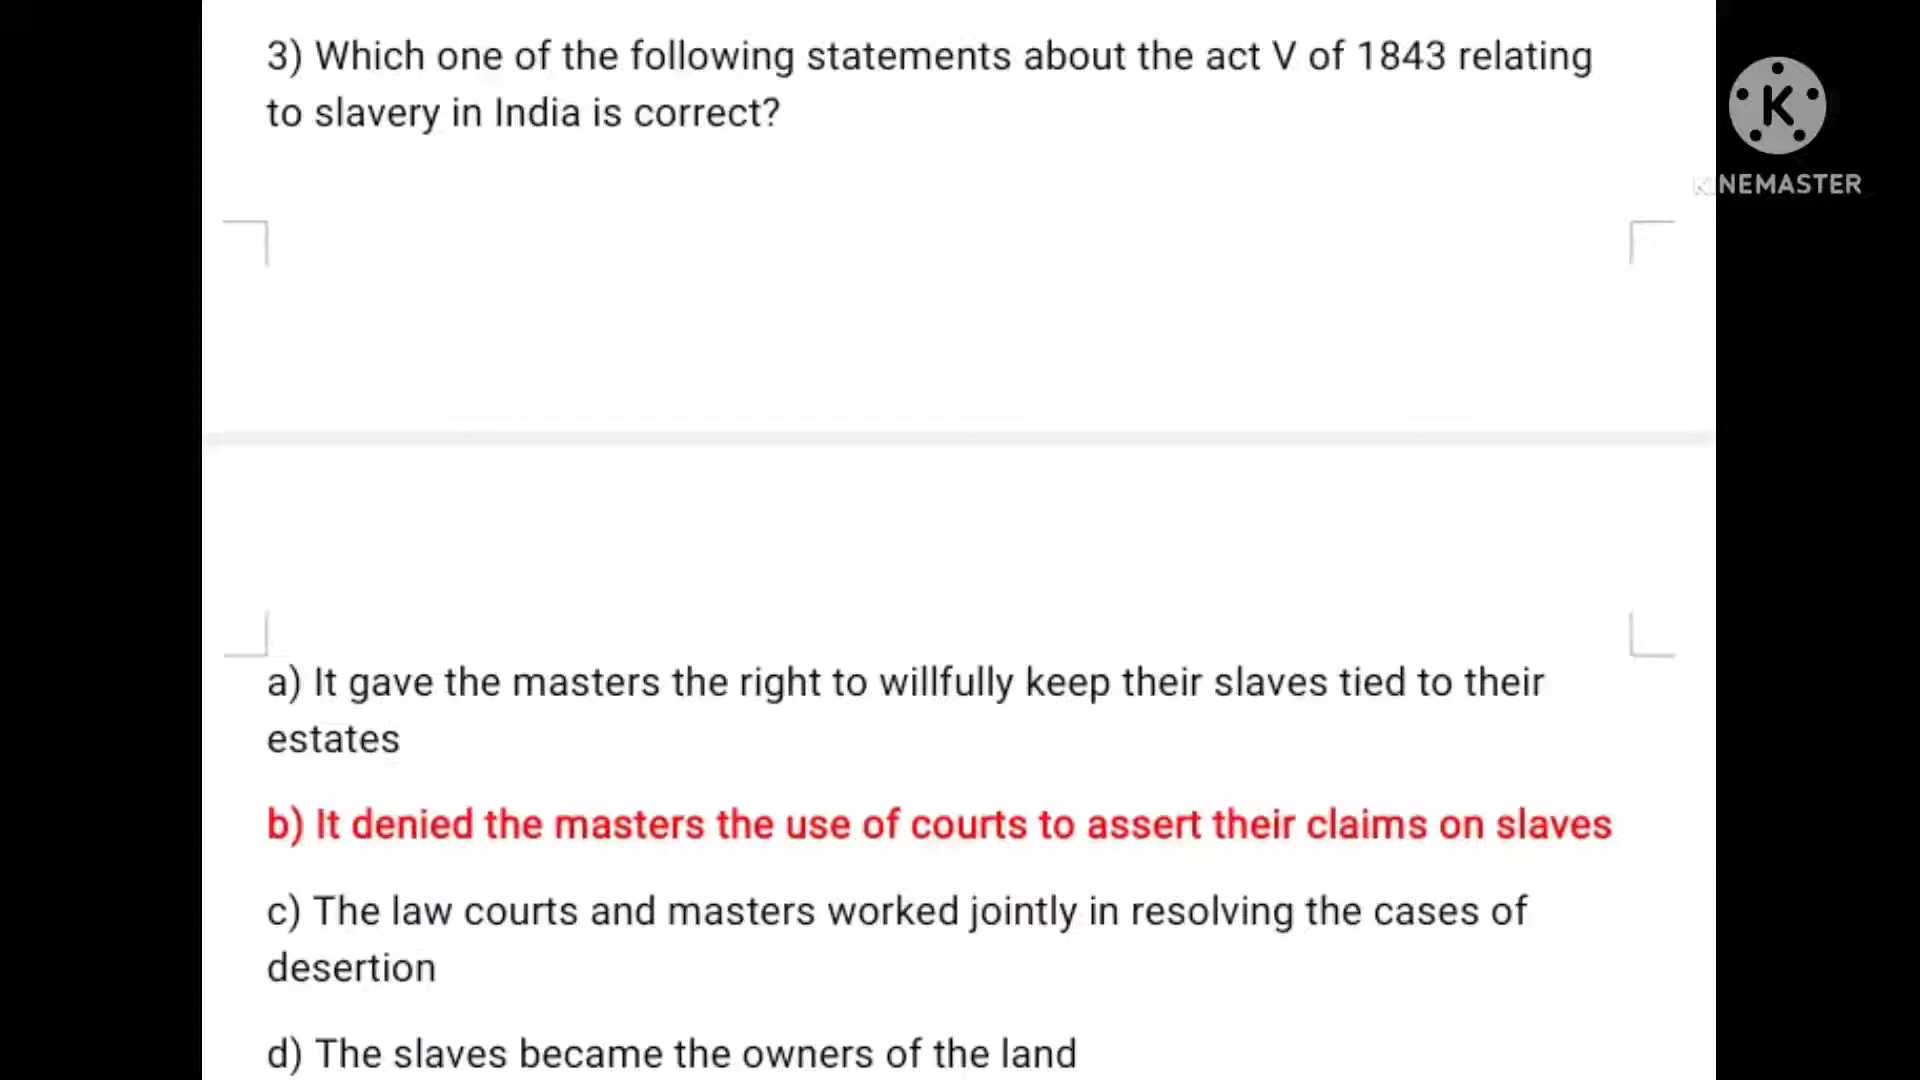 3) Which one of the following statements about the act V of 1843 relating
to slavery in India is correct?
K
KINEMASTER
a) It gave the masters the right to willfully keep their slaves tied to their
estates
b) It denied the masters the use of courts to assert their claims on slaves
c) The law courts and masters worked jointly in resolving the cases of
desertion
d) The slaves became the owners of the land